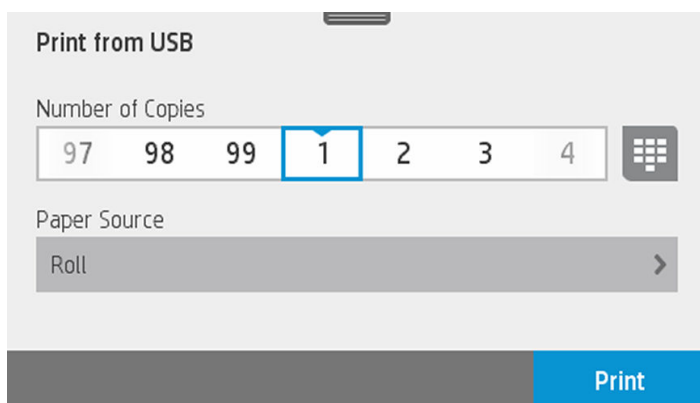 Print from USB
Number of Copies
97 98 99 1 2 3 4
Paper Source
Roll
Print